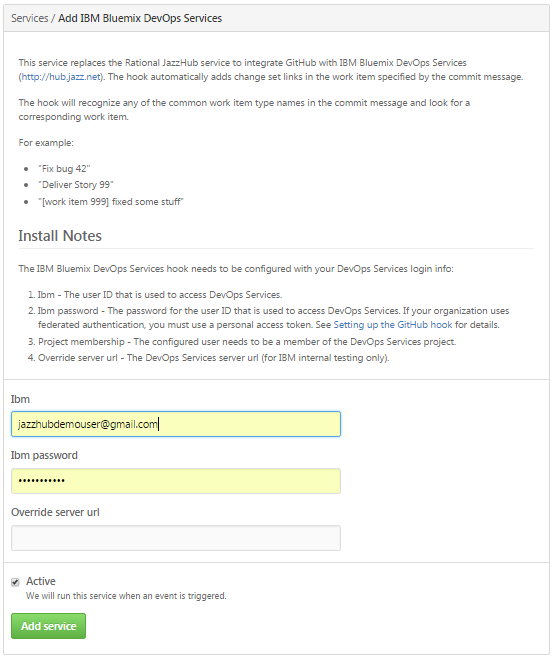 Services / Add IBM Bluemix DevOps Services
This service replaces the Rational JazzHub service to integrate GitHub with IBM Bluemix DevOps Services
(http://hub.jazz.net). The hook automatically adds change set links in the work item specified by the commit message.
The hook will recognize any of the common work item type names in the commit message and look for a
corresponding work item.
For example:
• "Fix bug 42"
• "Deliver Story 99"
• "[work item 999] fixed some stuff"
Install Notes
The IBM Bluemix DevOps Services hook needs to be configured with your DevOps Services login info:
1. Ibm - The user ID that is used to access DevOps Services.
2. Ibm password - The password for the user ID that is used to access DevOps Services. If your organization uses
federated authentication, you must use a personal access token. See Setting up the GitHub hook for details.
3. Project membership - The configured user needs to be a member of the DevOps Services project.
4. Override server url - The DevOps Services server url (for IBM internal testing only).
Ibm
jazzhubdemouser@gmail.com
Ibm password
•••••••••••
Override server url
Active
We will run this service when an event is triggered.
Add service